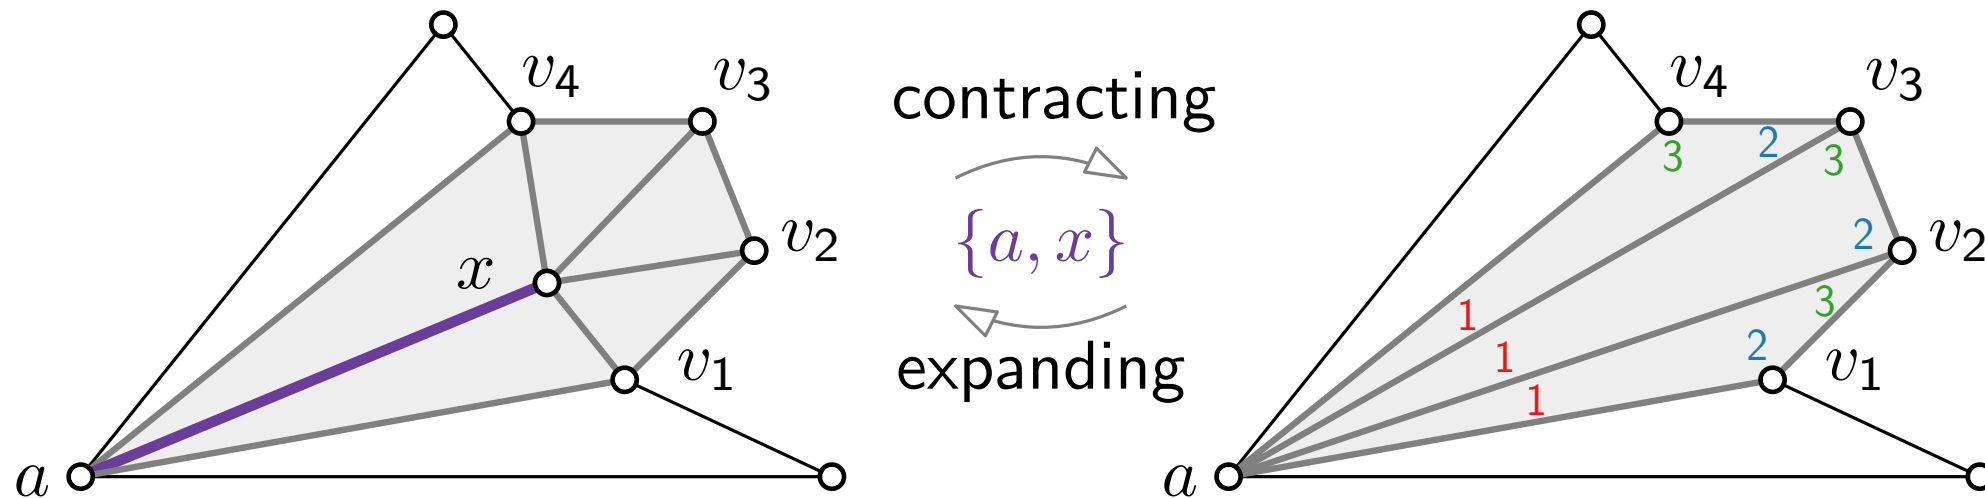 v₄
v₃
x
v₂
v₁
a
contracting
{a, x}
expanding
v₄
v₃
3
2
3
2
v₂
1
3
1
2
v₁
1
a